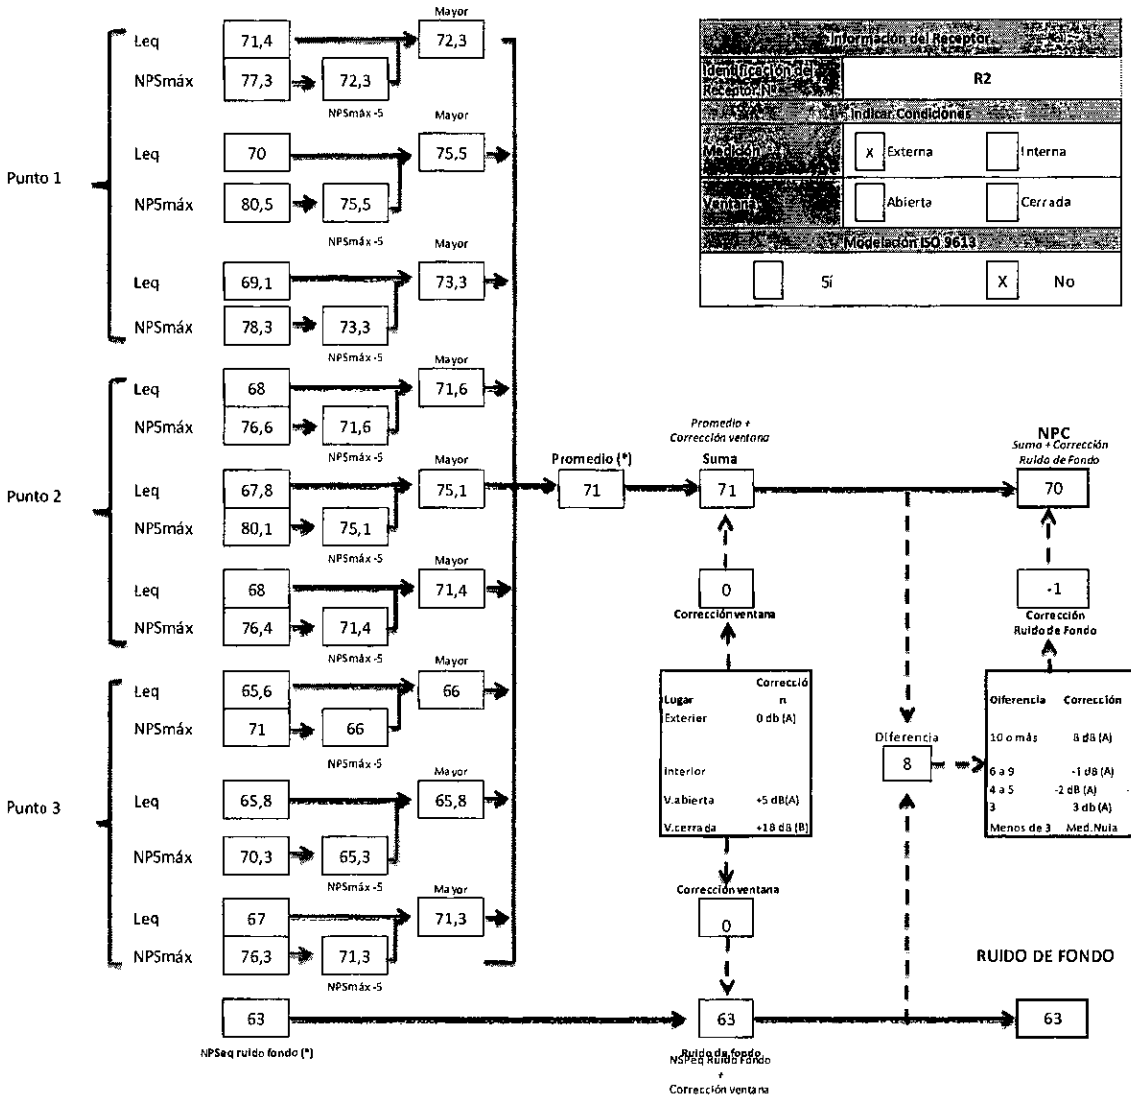 Información del Receptor
Identificación del
Receptor Nº
R2
Indicar Condiciones
Medición
X Externa
Interna
Ventana
Abierta
Cerrada
Modelación ISO 9613
Sí
X No
Punto 1
Mayor
Leq 71,4 72,3
NPSmáx 77,3 72,3
NPSmáx -5
Mayor
Leq 70 75,5
NPSmáx 80,5 75,5
NPSmáx -5
Leq 69,1 73,3
NPSmáx 78,3 73,3
NPSmáx -5
Punto 2
Mayor
Leq 68 71,6
NPSmáx 76,6 71,6
NPSmáx -5
Mayor
Leq 67,8 75,1
NPSmáx 80,1 75,1
NPSmáx -5
Mayor
Leq 68 71,4
NPSmáx 76,4 71,4
NPSmáx -5
Punto 3
Mayor
Leq 65,6 66
NPSmáx 71 66
NPSmáx -5
Mayor
Leq 65,8 65,8
NPSmáx 70,3 65,3
NPSmáx -5
Mayor
Leq 67 71,3
NPSmáx 76,3 71,3
NPSmáx -5
63
NPSeq ruido fondo (*)
Promedio (*)
71
Promedio +
Corrección ventana
Suma
71
0
Corrección ventana
Correcció
Lugar n
Exterior 0 db (A)
Interior
V.abierta +5 dB(A)
V.cerrada +18 dB (B)
Corrección ventana
0
63
Ruido de fondo
NSPeq Ruido Fondo
+
Corrección ventana
Diferencia
8
NPC
Suma + Corrección
Ruido de Fondo
70
-1
Corrección
Ruido de Fondo
Diferencia Corrección
10 o más 8 dB (A)
6 a 9 -1 dB (A)
4 a 5 -2 dB (A) -
3 3 db (A)
Menos de 3 Med.Nula
RUIDO DE FONDO
63